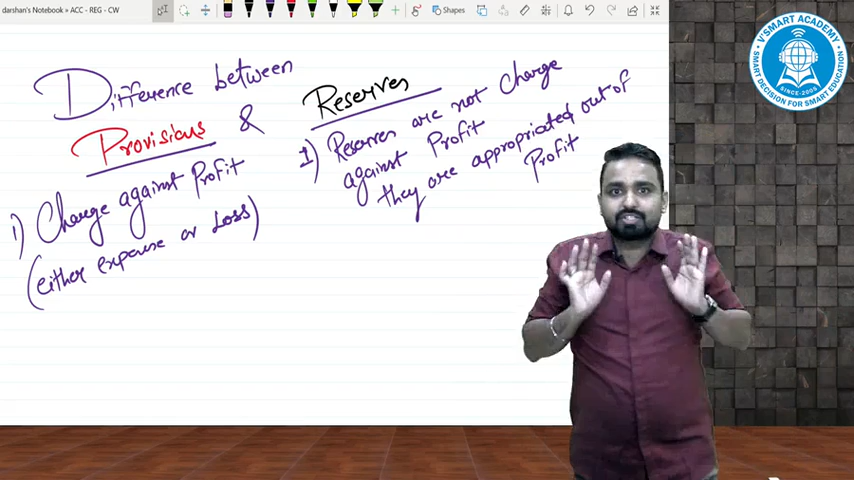 darshan's Notebook » ACC - REG - CW
Shapes
Difference between
Provisions & Reserves
1) Charge against Profit
(either expense or Loss)
1) Reserves are not charge
against Profit
they are appropriated out of
Profit
V'SMART ACADEMY
SINCE-2009
SMART DECISION FOR SMART EDUCATION